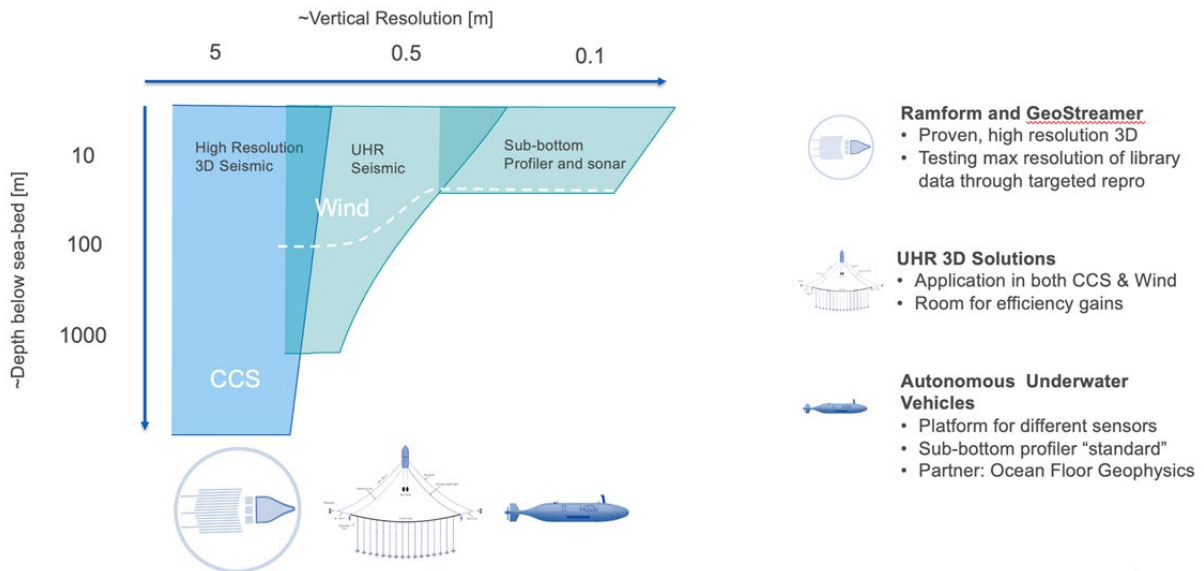 ~Vertical Resolution [m]
5
0.5
0.1
~Depth below sea-bed [m]
10
100
1000
High Resolution
3D Seismic
UHR
Seismic
Sub-bottom
Profiler and sonar
Wind
CCS
Ramform and GeoStreamer
• Proven, high resolution 3D
• Testing max resolution of library
data through targeted repro
UHR 3D Solutions
• Application in both CCS & Wind
• Room for efficiency gains
Autonomous Underwater
Vehicles
• Platform for different sensors
• Sub-bottom profiler “standard”
• Partner: Ocean Floor Geophysics